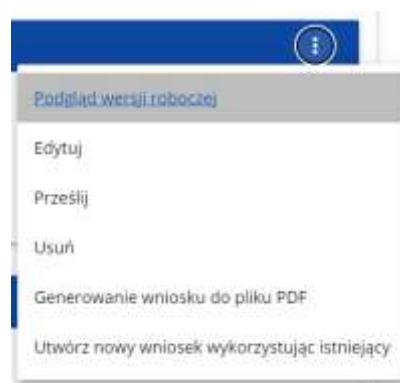 Podgląd wersji roboczej
Edytuj
Prześlij
Usuń
Generowanie wniosku do pliku PDF
Utwórz nowy wniosek wykorzystując istniejący